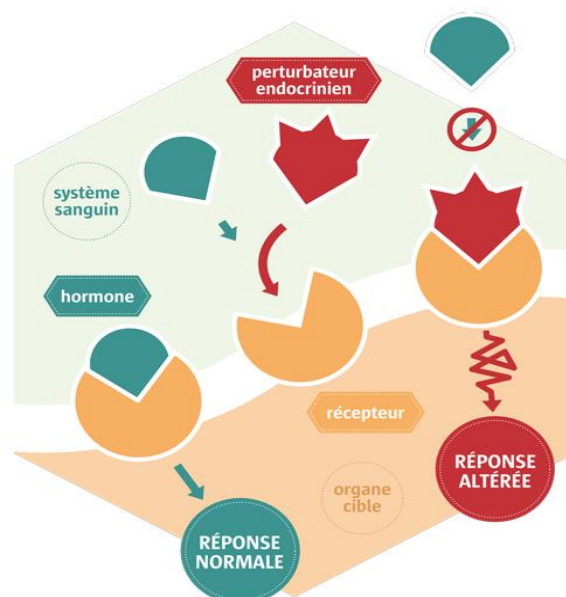 perturbateur
endocrinien
système
sanguin
hormone
récepteur
RÉPONSE
ALTÉRÉE
organe
cible
RÉPONSE
NORMALE